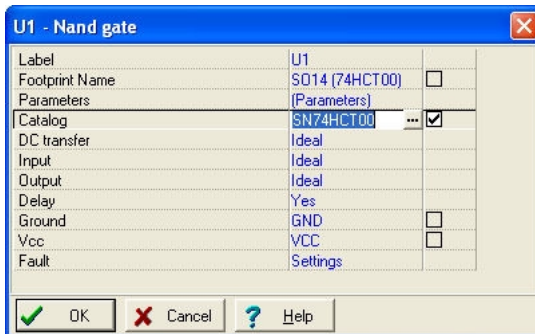 U1 - Nand gate
Label U1
Footprint Name SO14 (74HCT00)
Parameters (Parameters)
Catalog SN74HCT00 ...
DC transfer Ideal
Input Ideal
Output Ideal
Delay Yes
Ground GND
Vcc VCC
Fault Settings
OK Cancel ? Help